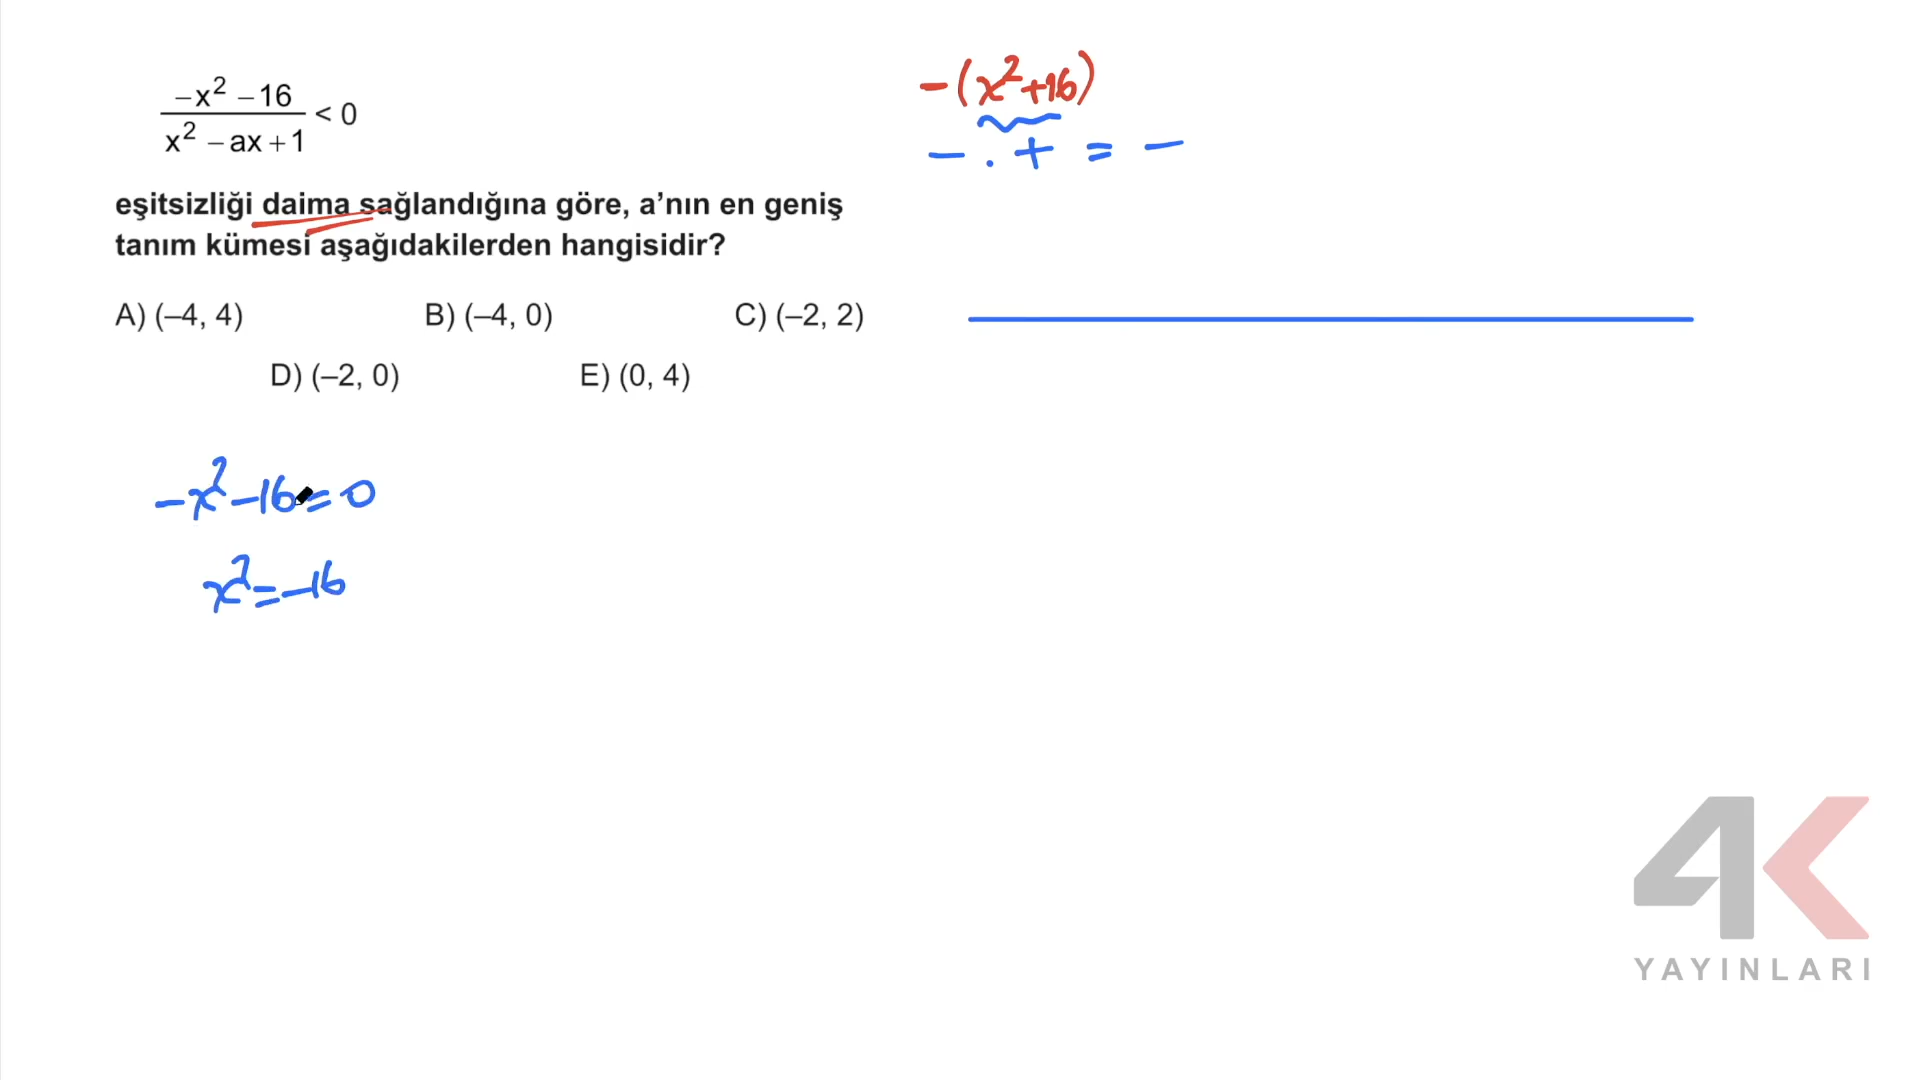 −x² − 16
x² − ax + 1
< 0
eşitsizliği daima sağlandığına göre, a’nın en geniş
tanım kümesi aşağıdakilerden hangisidir?
A) (–4, 4) B) (–4, 0) C) (–2, 2)
D) (–2, 0) E) (0, 4)
-(x²+16)
- . + = -
-x²-16=0
x²=-16
4K
YAYINLARI